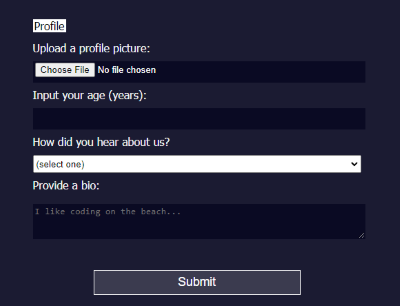 Profile
Upload a profile picture:
Choose File No file chosen
Input your age (years):
How did you hear about us?
(select one)
Provide a bio:
I like coding on the beach...
Submit